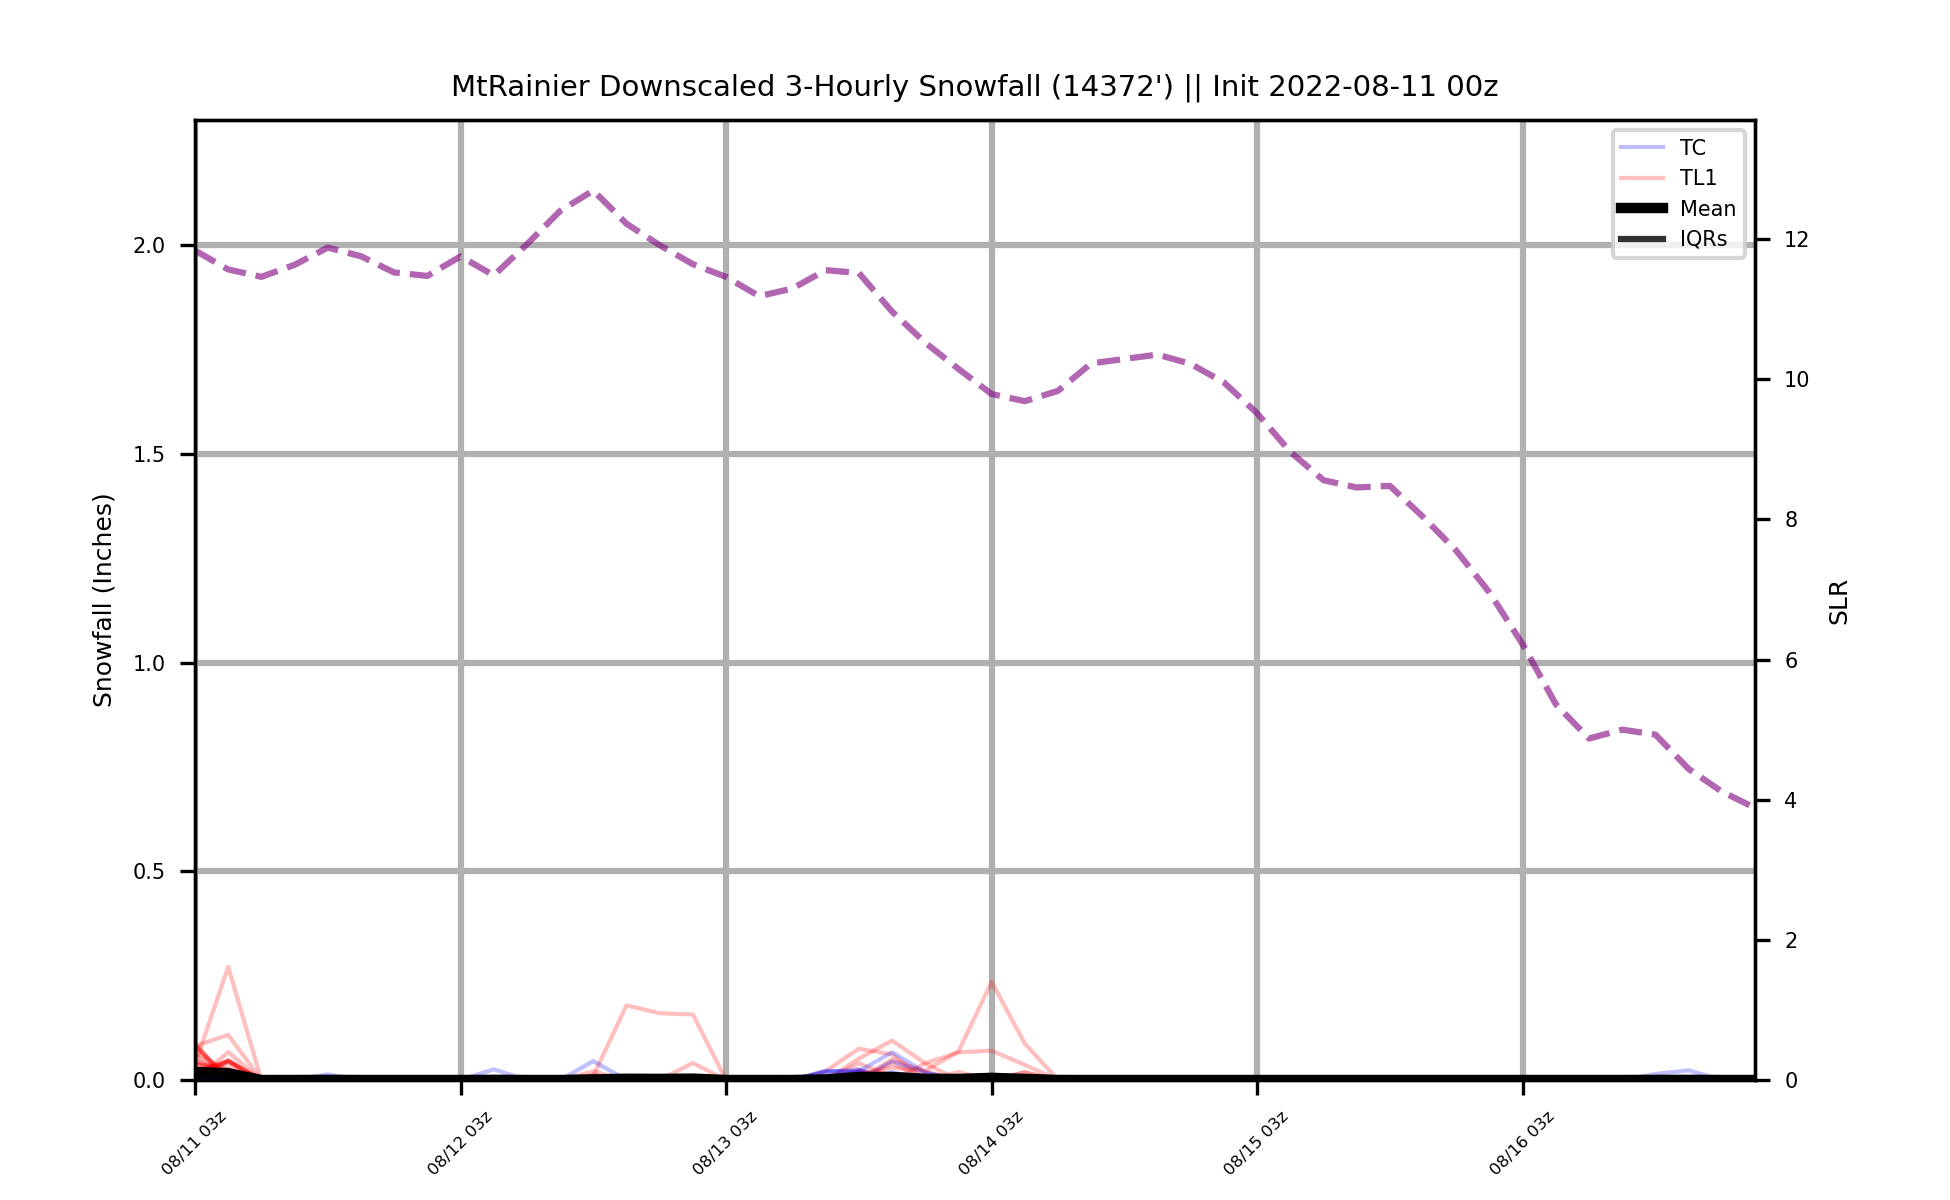 MtRainier Downscaled 3-Hourly Snowfall (14372') || Init 2022-08-11 00z
TC
TL1
Mean
IQRs
2.0
1.5
1.0
0.5
0.0
Snowfall (Inches)
12
10
8
6
4
2
0
SLR
08/11 03z
08/12 03z
08/13 03z
08/14 03z
08/15 03z
08/16 03z